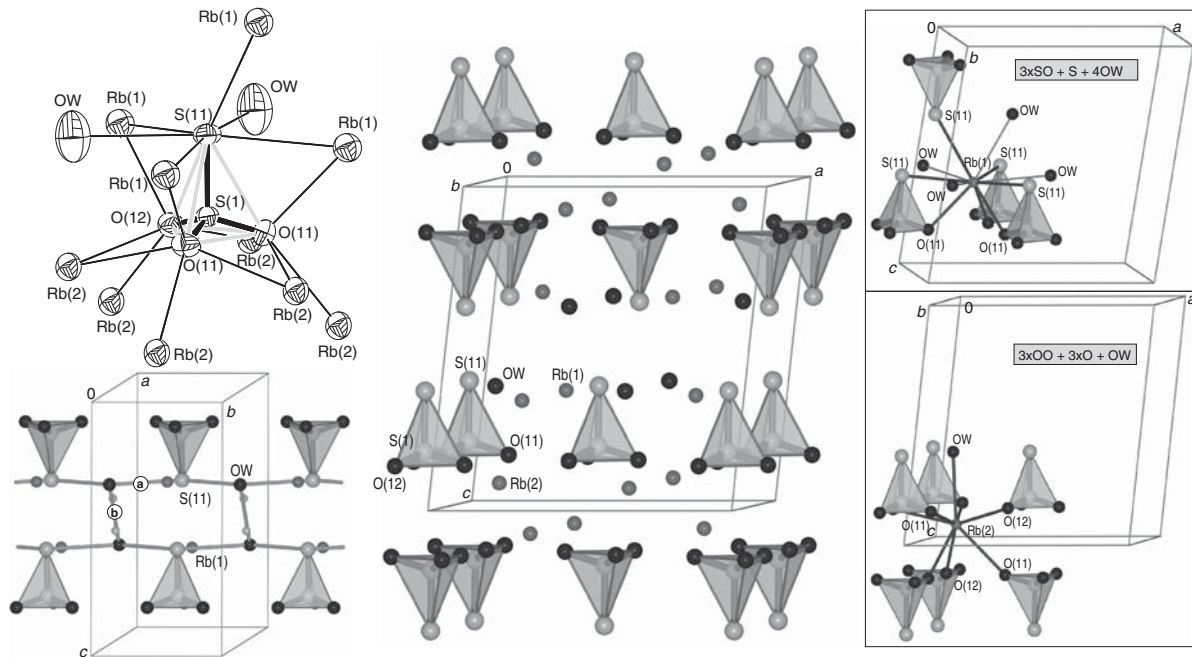 Rb(1)
OW
OW
Rb(1)
S(11)
Rb(1)
Rb(1)
S(1)
O(12)
O(11)
O(11)
Rb(2)
Rb(2)
Rb(2)
Rb(2)
Rb(2)
Rb(2)
0
a
b
OW
a
S(11)
b
Rb(1)
c
0
a
b
S(11)
OW
Rb(1)
S(1)
O(11)
O(12)
Rb(2)
c
0
a
b
3xSO + S + 4OW
S(11)
OW
S(11)
OW
Rb(1)
S(11)
OW
OW
S(11)
O(11)
O(11)
c
0
a
b
3xOO + 3xO + OW
OW
O(11)
O(12)
c
Rb(2)
O(12)
O(11)